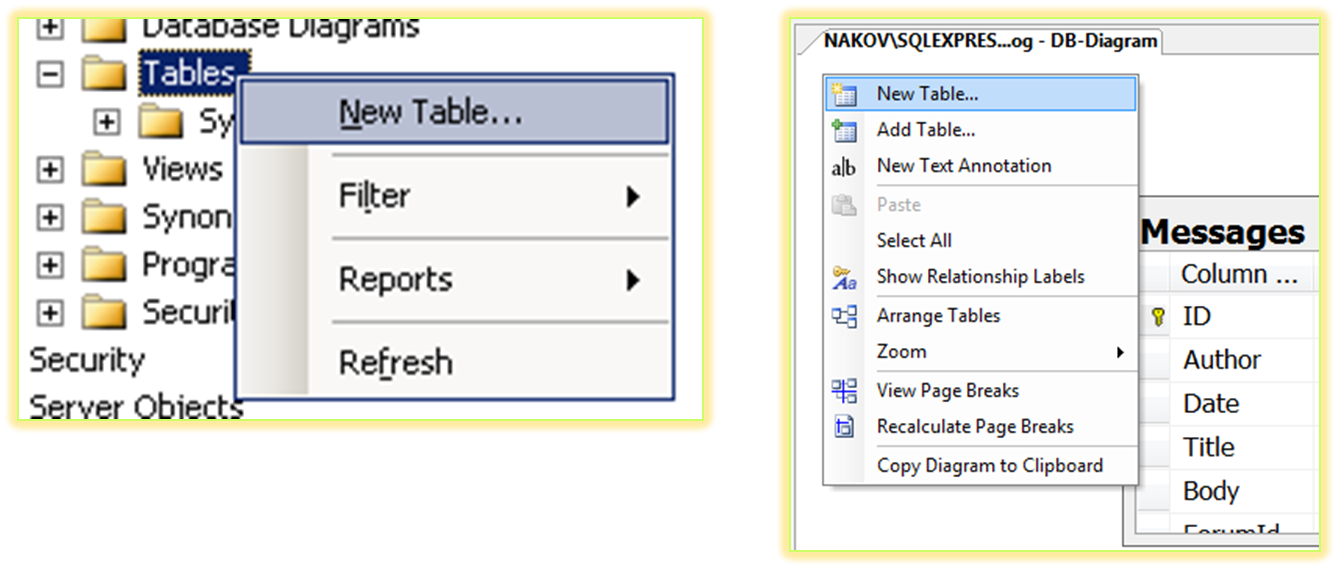 Database Diagrams
Tables
Sy
Views
Synon
Progra
Securi
Security
Server Objects
New Table...
Filter
Reports
Refresh
NAKOV\SQLEXPRES...og - DB-Diagram
New Table...
Add Table...
a|b New Text Annotation
Paste
Select All
Aa Show Relationship Labels
Arrange Tables
Zoom
View Page Breaks
Recalculate Page Breaks
Copy Diagram to Clipboard
Messages
Column ...
ID
Author
Date
Title
Body
ForumId